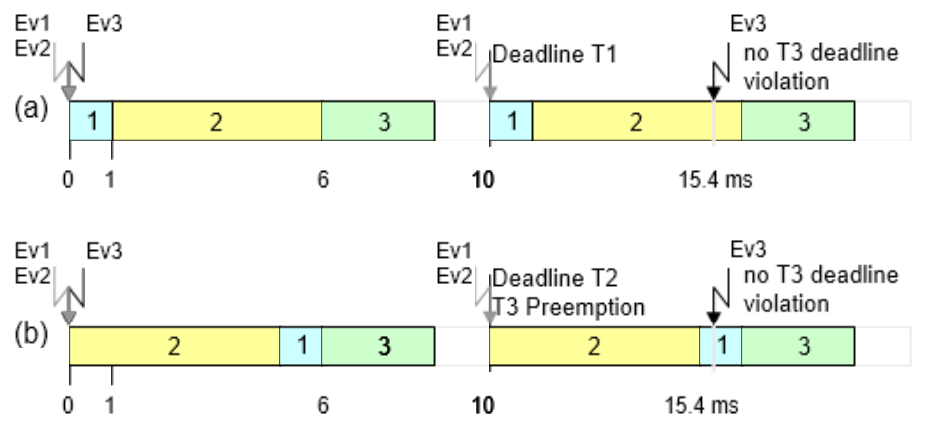 Ev1 Ev3 Ev1 Ev3
Ev2 Ev2 Deadline T1 no T3 deadline
violation
(a) 1 2 3 1 2 3
0 1 6 10 15.4 ms
Ev1 Ev3 Ev1 Ev3
Ev2 Ev2 Deadline T2 no T3 deadline
T3 Preemption violation
(b) 2 1 3 2 1 3
0 1 6 10 15.4 ms